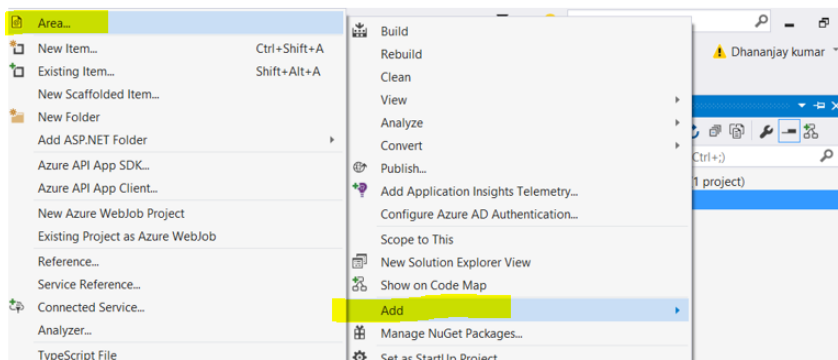 Area...
New Item... Ctrl+Shift+A
Existing Item... Shift+Alt+A
New Scaffolded Item...
New Folder
Add ASP.NET Folder
Azure API App SDK...
Azure API App Client...
New Azure WebJob Project
Existing Project as Azure WebJob
Reference...
Service Reference...
Connected Service...
Analyzer...
TypeScript File
Build
Rebuild
Clean
View
Analyze
Convert
Publish...
Add Application Insights Telemetry...
Configure Azure AD Authentication...
Scope to This
New Solution Explorer View
Show on Code Map
Add
Manage NuGet Packages...
Set as StartUp Project
Dhananjay kumar
Ctrl+;)
1 project)